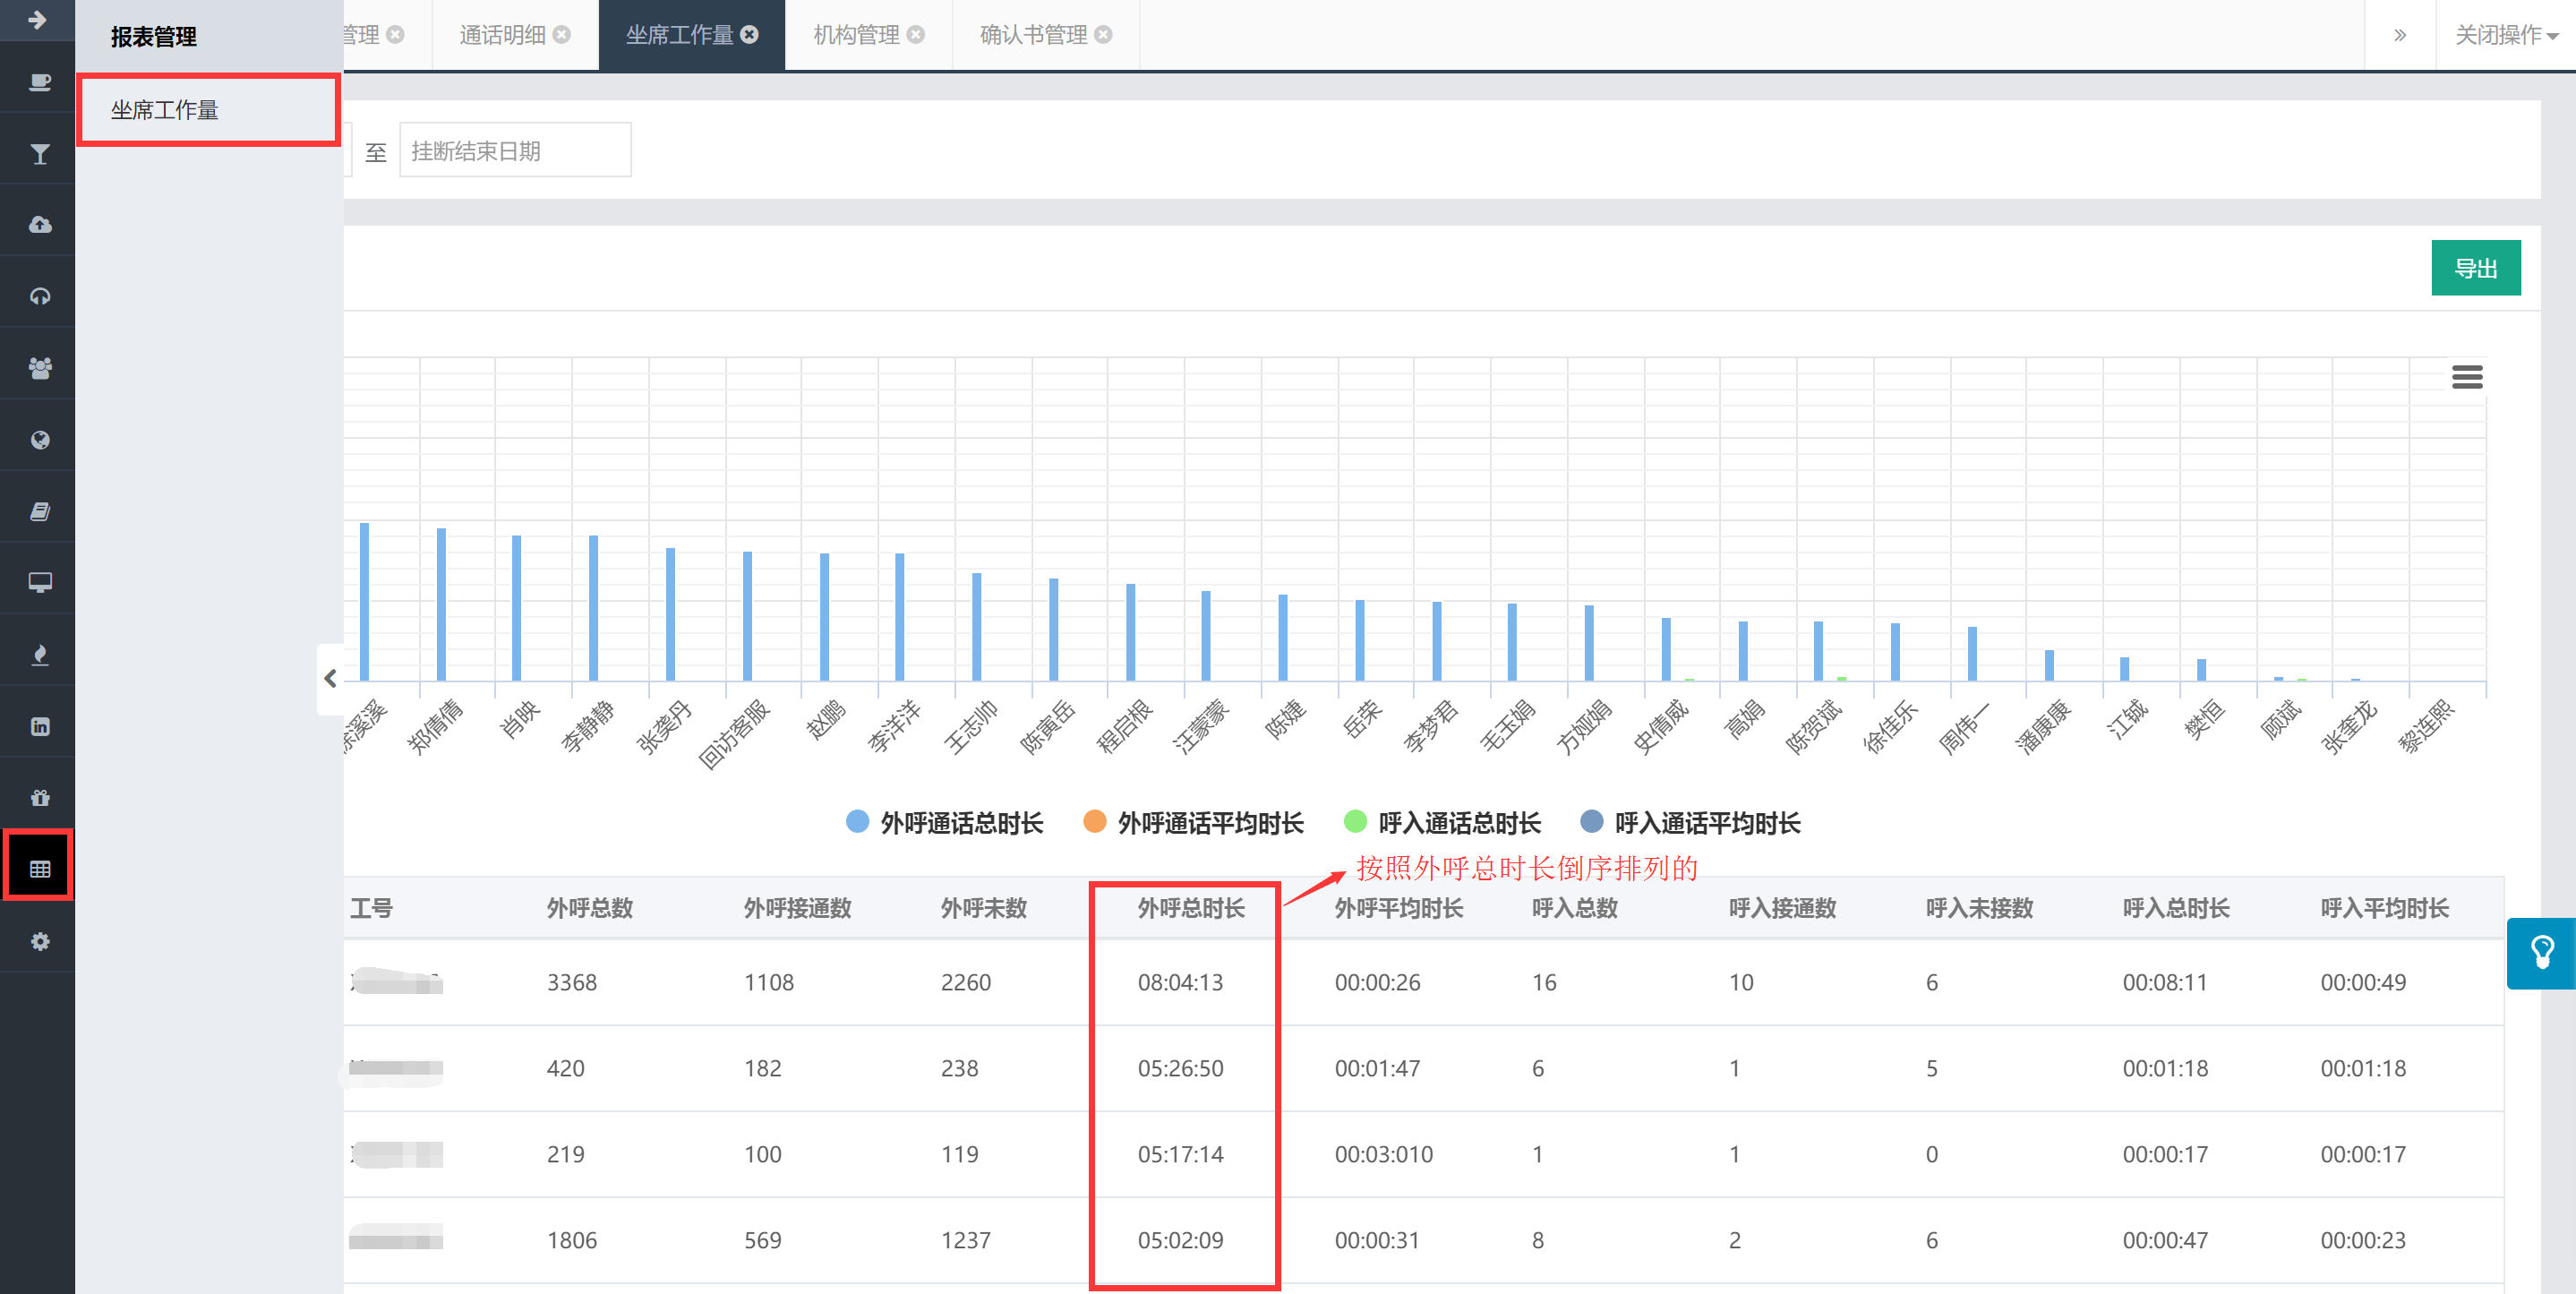 报表管理
坐席工作量
管理
通话明细
坐席工作量
机构管理
确认书管理
关闭操作
至
挂断结束日期
导出
溪溪
郑倩倩
肖映
李静静
张龑丹
回访客服
赵鹏
李洋洋
王志帅
陈寅岳
程启根
汪蒙蒙
陈婕
岳荣
李梦君
毛玉娟
方娅娟
史倩威
高娟
陈贺斌
徐佳乐
周伟一
潘康康
江铖
樊恒
顾斌
张奎龙
黎连熙
外呼通话总时长 外呼通话平均时长 呼入通话总时长 呼入通话平均时长
按照外呼总时长倒序排列的
工号 外呼总数 外呼接通数 外呼未数 外呼总时长 外呼平均时长 呼入总数 呼入接通数 呼入未接数 呼入总时长 呼入平均时长
3368 1108 2260 08:04:13 00:00:26 16 10 6 00:08:11 00:00:49
420 182 238 05:26:50 00:01:47 6 1 5 00:01:18 00:01:18
219 100 119 05:17:14 00:03:010 1 1 0 00:00:17 00:00:17
1806 569 1237 05:02:09 00:00:31 8 2 6 00:00:47 00:00:23